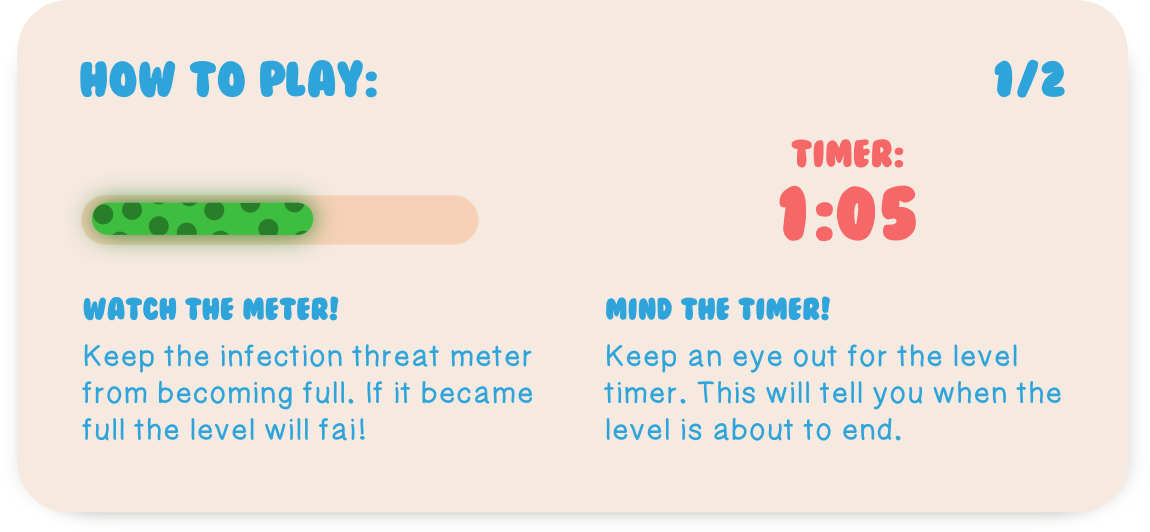 HOW TO PLAY:
1/2
TIMER:
1:05
WATCH THE METER!
Keep the infection threat meter
from becoming full. If it became
full the level will fai!
MIND THE TIMER!
Keep an eye out for the level
timer. This will tell you when the
level is about to end.